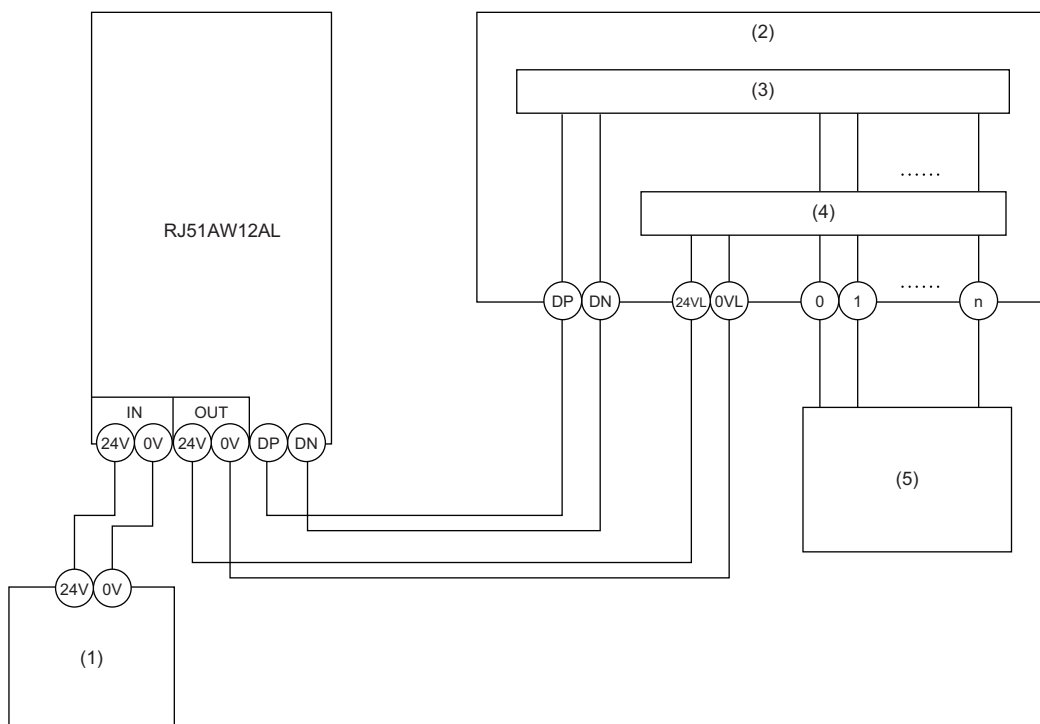 (2)
(3)
......
(4)
RJ51AW12AL
DP DN 24VL 0VL 0 1 ...... n
IN OUT
24V 0V 24V 0V DP DN
(5)
24V 0V
(1)